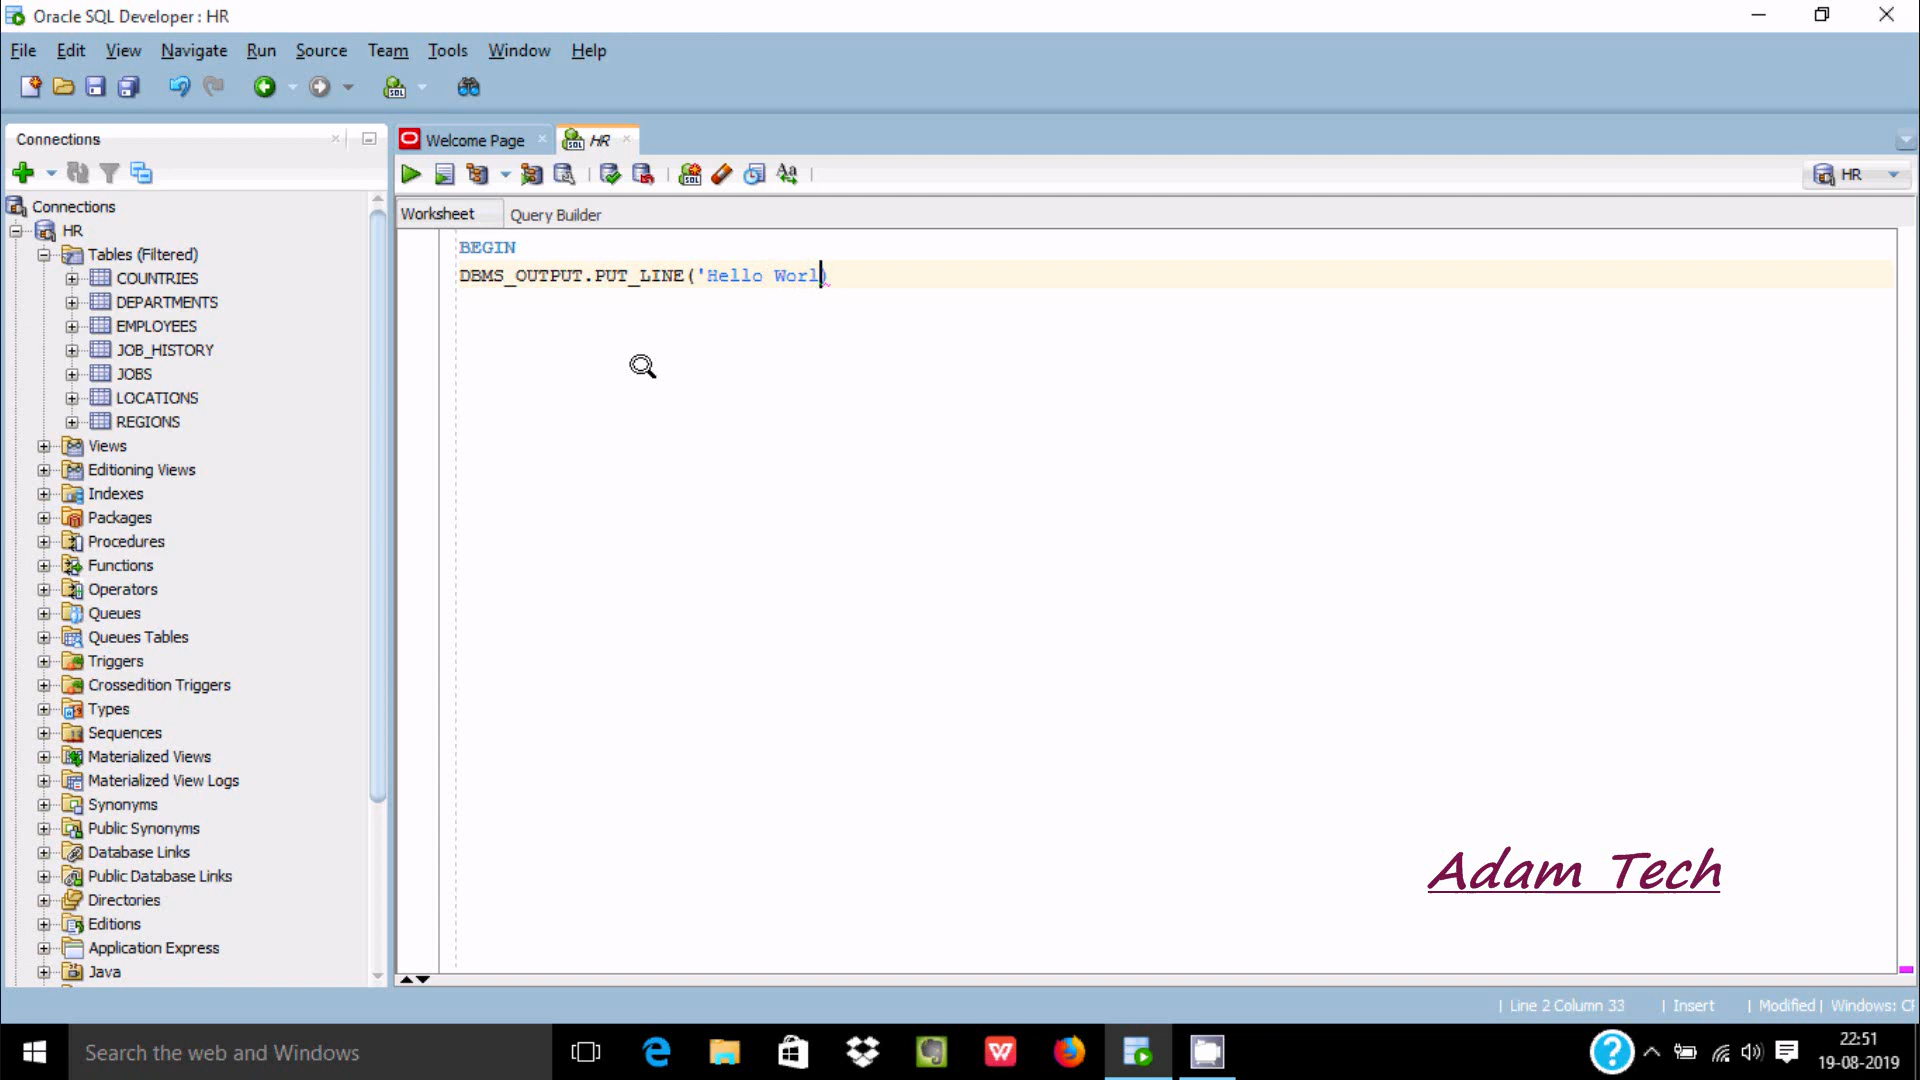 Oracle SQL Developer : HR
File Edit View Navigate Run Source Team Tools Window Help
Connections
Welcome Page
HR
HR
Worksheet
Query Builder
Connections
HR
Tables (Filtered)
COUNTRIES
DEPARTMENTS
EMPLOYEES
JOB_HISTORY
JOBS
LOCATIONS
REGIONS
Views
Editioning Views
Indexes
Packages
Procedures
Functions
Operators
Queues
Queues Tables
Triggers
Crossedition Triggers
Types
Sequences
Materialized Views
Materialized View Logs
Synonyms
Public Synonyms
Database Links
Public Database Links
Directories
Editions
Application Express
Java
BEGIN
DBMS_OUTPUT.PUT_LINE('Hello Worl)
Adam Tech
| Line 2 Column 33 | Insert | Modified | Windows: CF
Search the web and Windows
22:51
19-08-2019